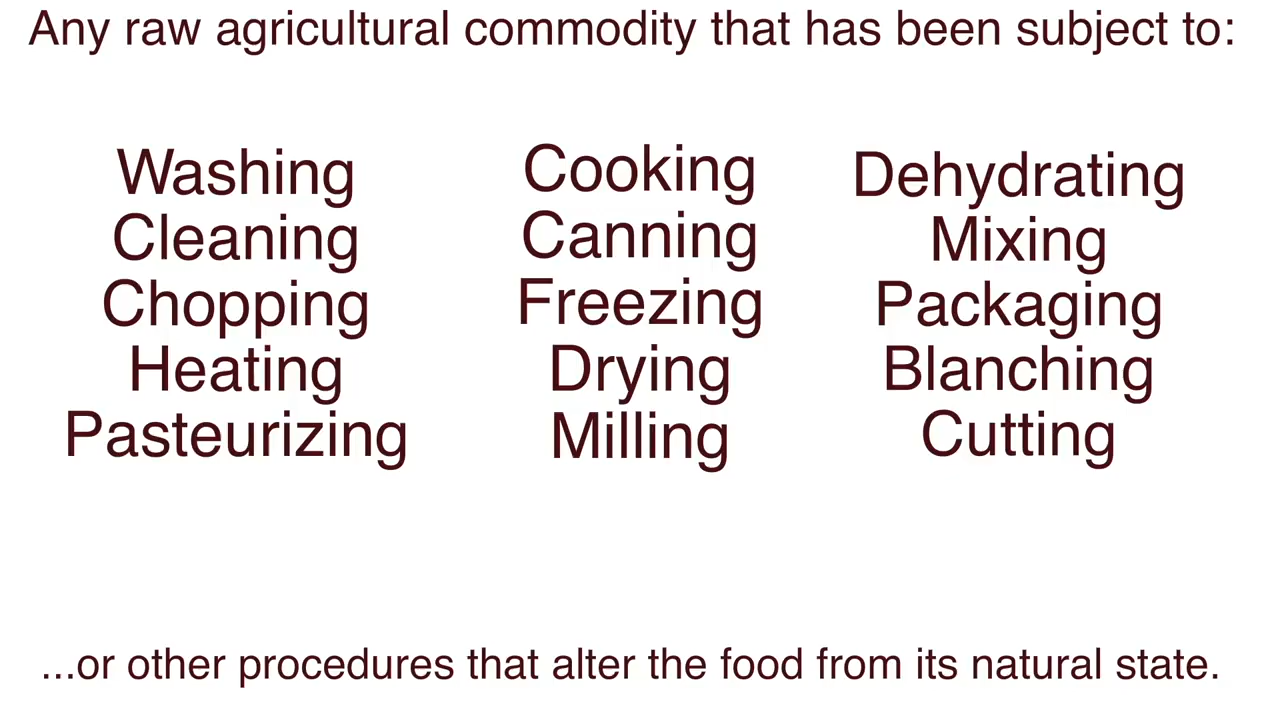 Any raw agricultural commodity that has been subject to:
Washing
Cleaning
Chopping
Heating
Pasteurizing
Cooking
Canning
Freezing
Drying
Milling
Dehydrating
Mixing
Packaging
Blanching
Cutting
...or other procedures that alter the food from its natural state.